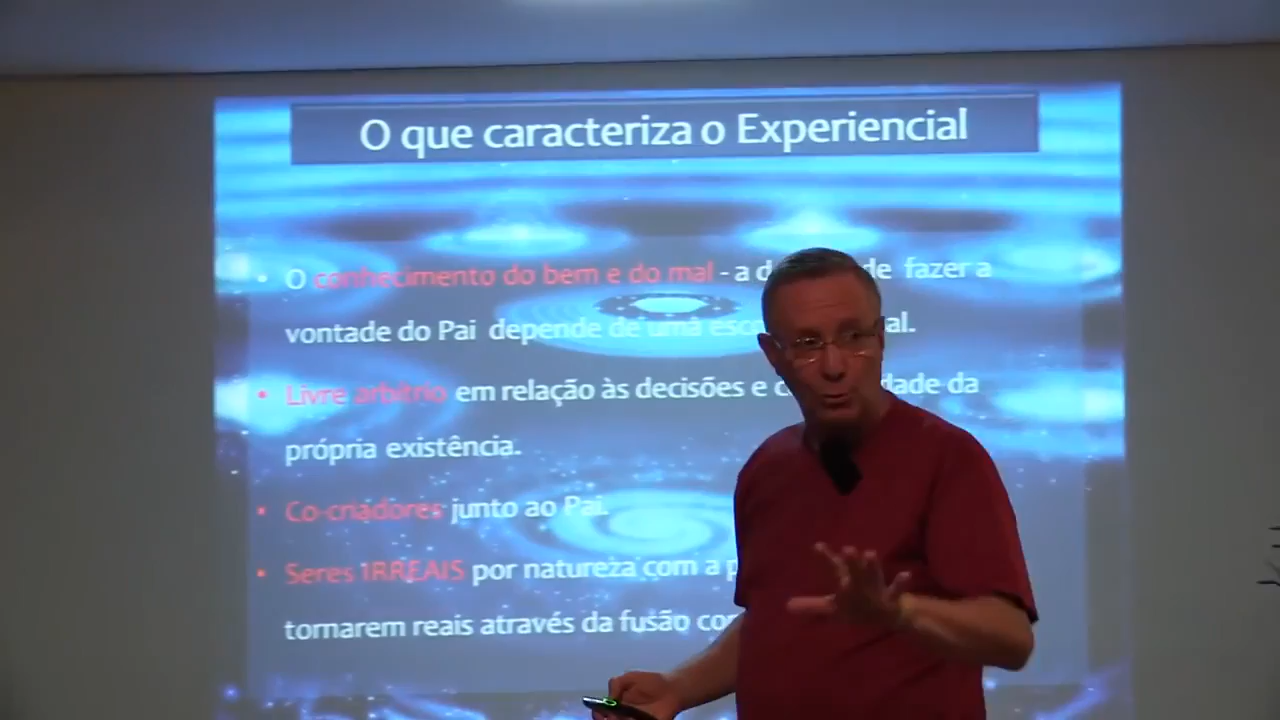 O que caracteriza o Experiencial
• O conhecimento do bem e do mal - a de fazer a
vontade do Pai depende de uma
• Livre arbítrio em relação às decisões e da
própria existência.
• Co-criadores junto ao Pai.
• Seres IRREAIS por natureza com a
tornarem reais através da fusão